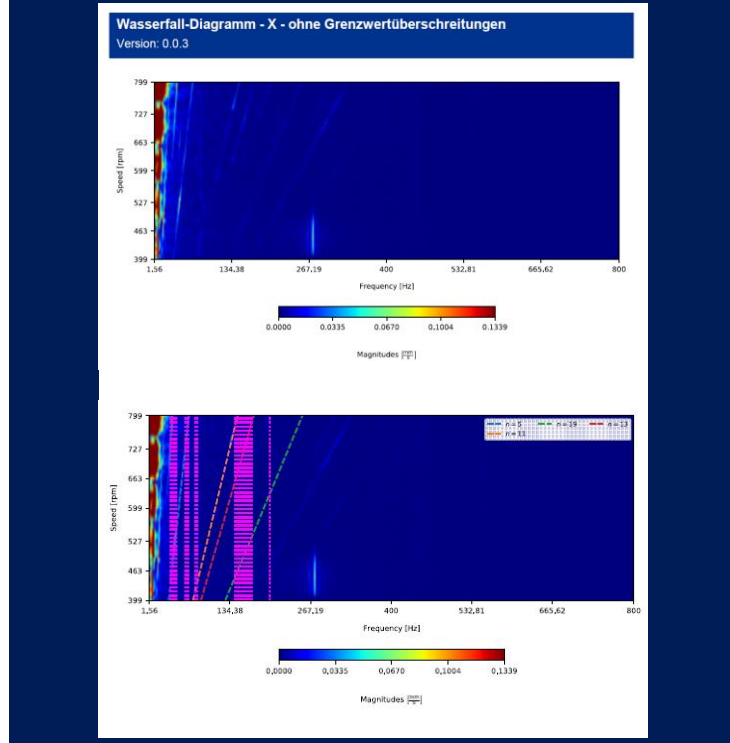 Wasserfall-Diagramm - X - ohne Grenzwertüberschreitungen
Version: 0.0.3
799
727
663
599
527
463
399
Speed [rpm]
1,56 134,38 267,19 400 532,81 665,62 800
Frequency [Hz]
0.0000 0.0335 0.0670 0.1004 0.1339
Magnitudes [mm/s]
n = 5 n = 19 n = 13
n = 11
799
727
663
599
527
463
399
Speed [rpm]
1,56 134,38 267,19 400 532,81 665,62 800
Frequency [Hz]
0,0000 0,0335 0,0670 0,1004 0,1339
Magnitudes [mm/s]